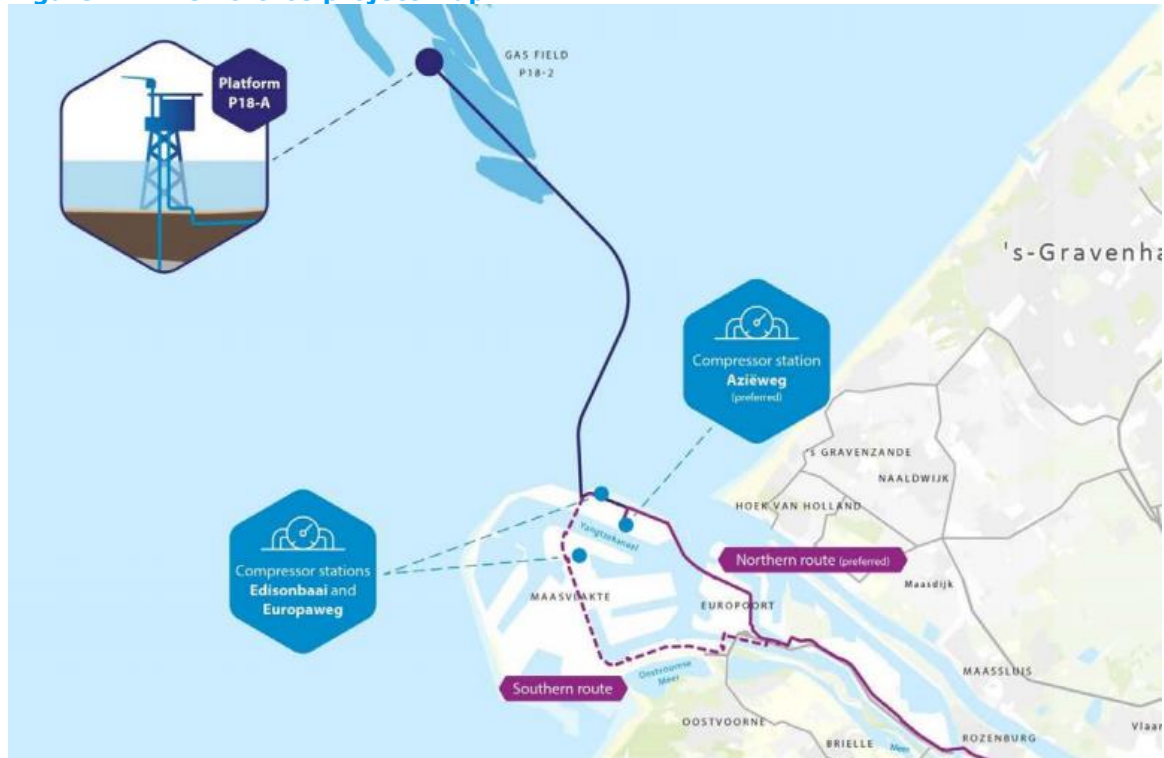 GAS FIELD
P18-2
Platform
P18-A
's-Gravenha
Compressor station
Aziëweg
(preferred)
's GRAVENZANDE
NAALDWIJK
HOEK VAN HOLLAND
Yangtzekanaal
Northern route (preferred)
Compressor stations
Edisonbaai and
Europaweg
MAASVLAKTE
EUROPOORT
Maasdijk
MAASSLUIS
Oostvoornse
Meer
Southern route
OOSTVOORNE
BRIELLE
Meer
ROZENBURG
Vlaar